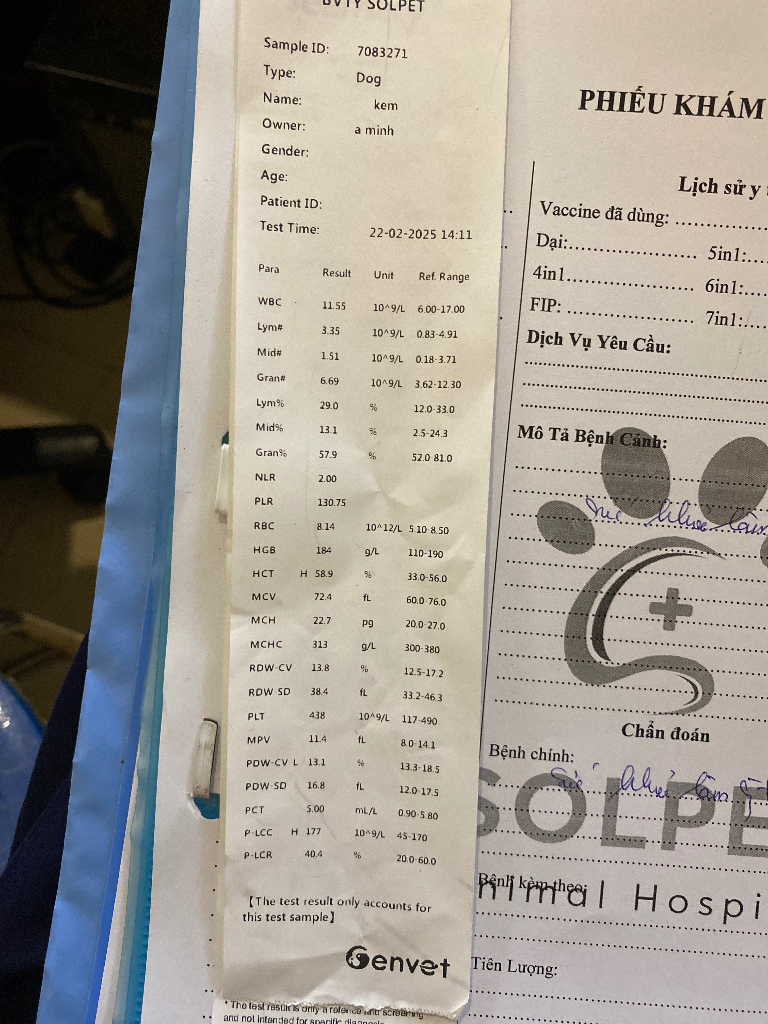 BVTY SOLPET
Sample ID: 7083271
Type: Dog
Name: kem
Owner: a minh
Gender:
Age:
Patient ID:
Test Time: 22-02-2025 14:11
Para Result Unit Ref. Range
WBC 11.55 10^9/L 6.00-17.00
Lym# 3.35 10^9/L 0.83-4.91
Mid# 1.51 10^9/L 0.18-3.71
Gran# 6.69 10^9/L 3.62-12.30
Lym% 29.0 % 12.0-33.0
Mid% 13.1 % 2.5-24.3
Gran% 57.9 % 52.0-81.0
NLR 2.00
PLR 130.75
RBC 8.14 10^12/L 5.10-8.50
HGB 184 g/L 110-190
HCT H 58.9 % 33.0-56.0
MCV 72.4 fL 60.0-76.0
MCH 22.7 pg 20.0-27.0
MCHC 313 g/L 300-380
RDW-CV 13.8 % 12.5-17.2
RDW-SD 38.4 fL 33.2-46.3
PLT 438 10^9/L 117-490
MPV 11.4 fL 8.0-14.1
PDW-CV L 13.1 % 13.3-18.5
PDW-SD 16.8 fL 12.0-17.5
PCT 5.00 mL/L 0.90-5.80
P-LCC H 177 10^9/L 45-170
P-LCR 40.4 % 20.0-60.0
【The test result only accounts for
this test sample】
Genvet
* The test result is only a refence and screening
and not intended for specific
PHIẾU KHÁM
Lịch sử y
Vaccine đã dùng:
Dại: 5in1:
4in1 6in1:
FIP: 7in1:
Dịch Vụ Yêu Cầu:
Mô Tả Bệnh Cảnh:
khoẻ lâm
Chẩn đoán
Bệnh chính:
khoẻ lâm
SOLPE
Bệnh kèm theo:
nimal Hospi
Tiên Lượng: